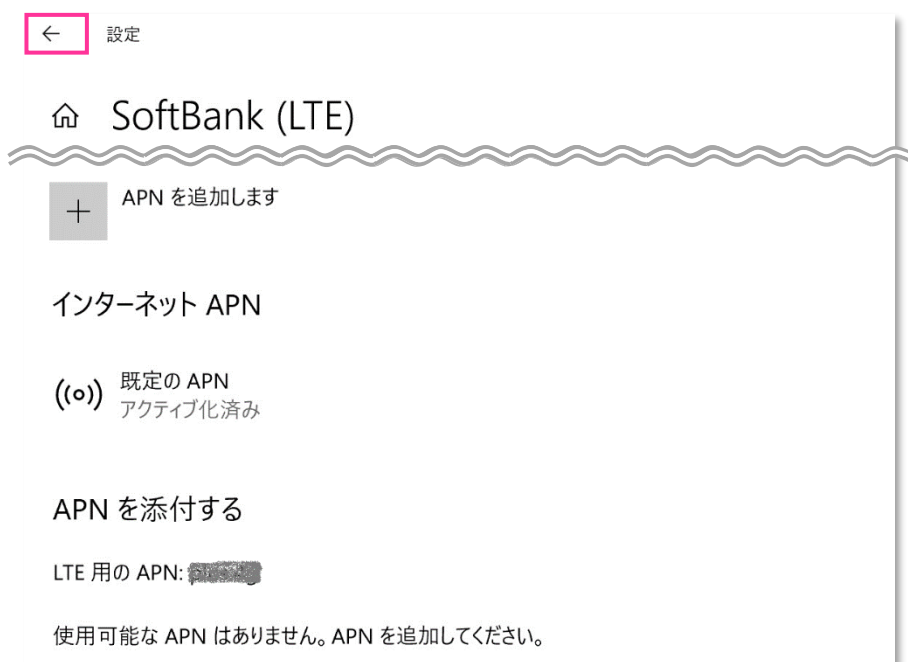 設定
SoftBank (LTE)
APN を追加します
インターネット APN
既定の APN
アクティブ化済み
APN を添付する
LTE 用の APN:
使用可能な APN はありません。APN を追加してください。